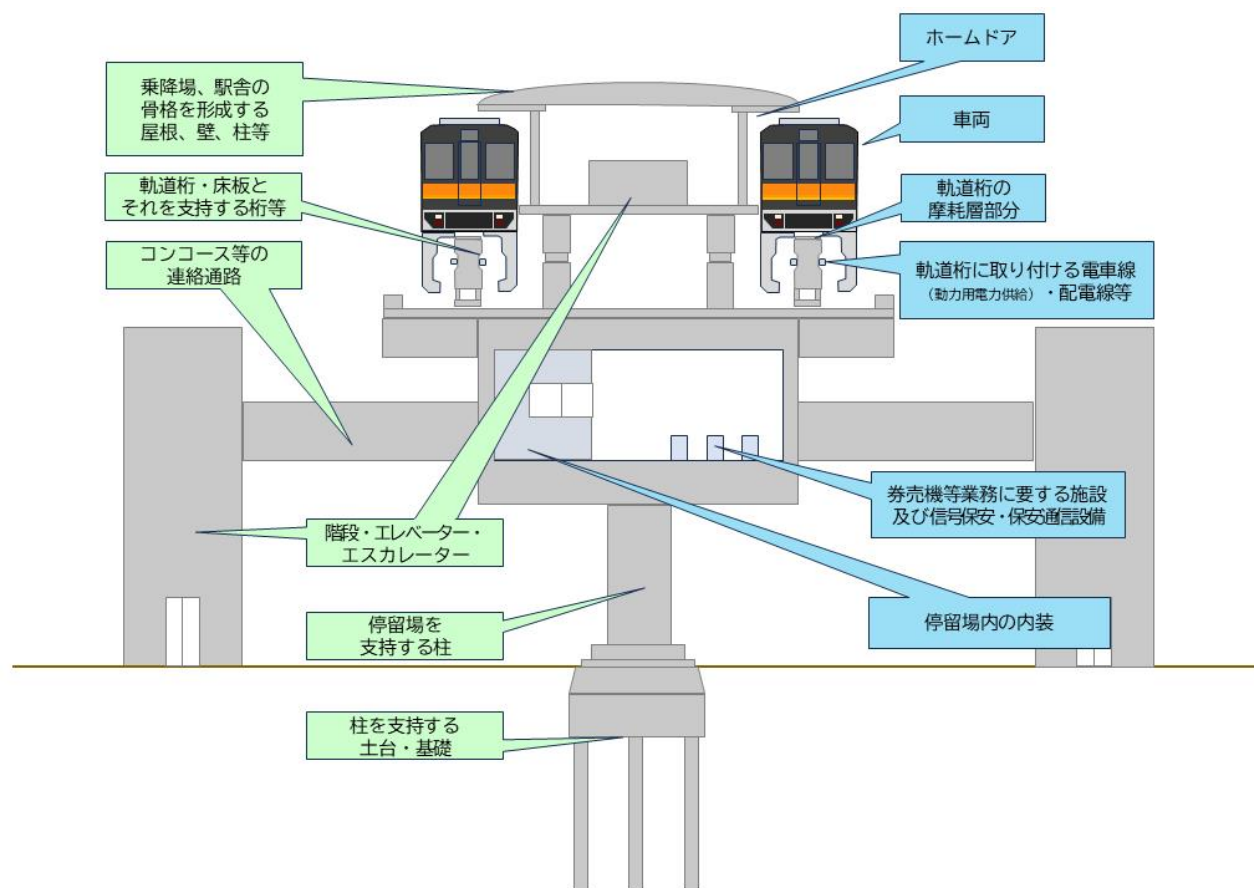 乗降場、駅舎の
骨格を形成する
屋根、壁、柱等
軌道桁・床板と
それを支持する桁等
コンコース等の
連絡通路
階段・エレベーター・
エスカレーター
停留場を
支持する柱
柱を支持する
土台・基礎
ホームドア
車両
軌道桁の
摩耗層部分
軌道桁に取り付ける電車線
（動力用電力供給）・配電線等
券売機等業務に要する施設
及び信号保安・保安通信設備
停留場内の内装